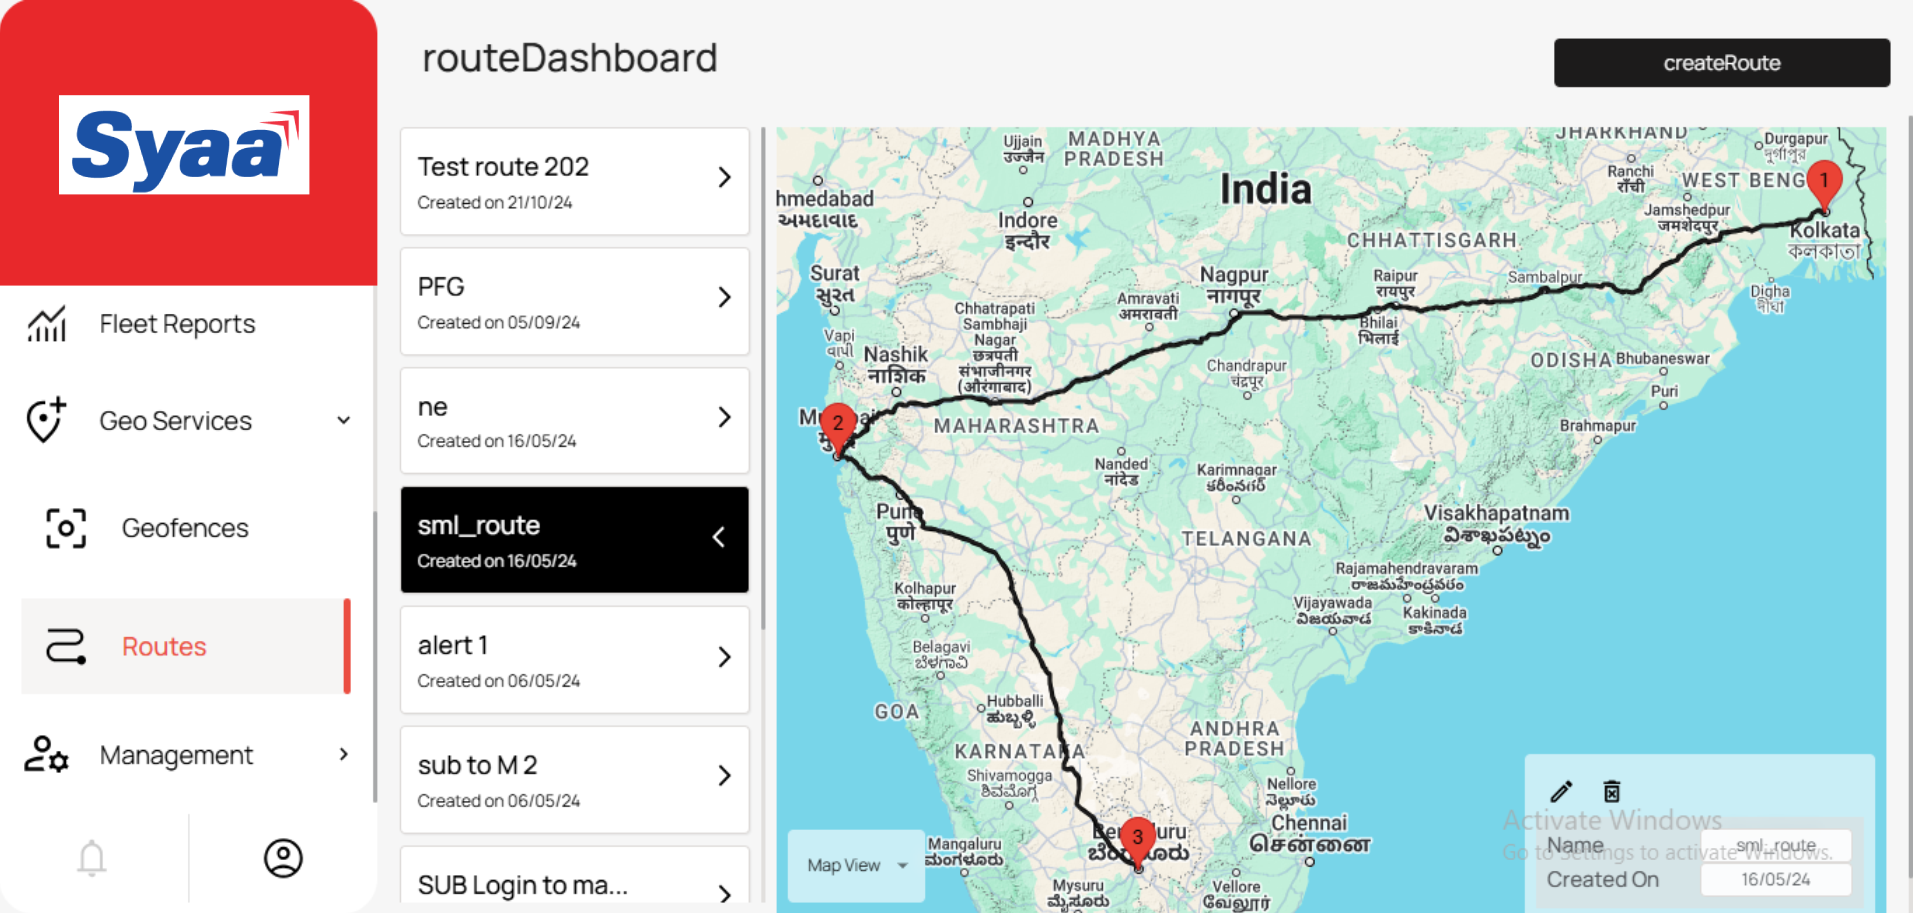 Syaa
Fleet Reports
Geo Services
Geofences
Routes
Management
routeDashboard
createRoute
Test route 202
Created on 21/10/24
PFG
Created on 05/09/24
ne
Created on 16/05/24
sml_route
Created on 16/05/24
alert 1
Created on 06/05/24
sub to M 2
Created on 06/05/24
SUB Login to ma...
Ujjain
उज्जैन
MADHYA
PRADESH
JHARKHAND
Durgapur
দুর্গাপুর
hmedabad
અમદાવાદ
Indore
इन्दौर
India
Ranchi
राँची
WEST BENG
1
Jamshedpur
जमशेदपुर
Kolkata
কলকাতা
CHHATTISGARH
Surat
સુરત
Nagpur
नागपूर
Raipur
रायपुर
Sambalpur
Digha
দীঘা
Amravati
अमरावती
Chhatrapati
Sambhaji
Nagar
छत्रपती
संभाजीनगर
(औरंगाबाद)
Bhilai
भिलाई
Vapi
વાપી
Nashik
नाशिक
Chandrapur
चंद्रपूर
ODISHA
Bhubaneswar
Puri
2
MAHARASHTRA
Brahmapur
Nanded
नांदेड
Karimnagar
కరీంనగర్
Pune
पुणे
Visakhapatnam
విశాఖపట్నం
TELANGANA
Rajamahendravaram
రాజమహేంద్రవరం
Kolhapur
कोल्हापूर
Vijayawada
విజయవాడ
Kakinada
కాకినాడ
Belagavi
ಬೆಳಗಾವಿ
GOA
Hubballi
ಹುಬ್ಬಳ್ಳಿ
ANDHRA
PRADESH
KARNATAKA
Shivamogga
ಶಿವಮೊಗ್ಗ
Nellore
నెల్లూరు
Chennai
சென்னை
3
Mangaluru
ಮಂಗಳೂರು
Mysuru
ಮೈಸೂರು
Vellore
வேலூர்
Map View
Activate Windows
Go to Settings to activate Windows.
Name
sml_route
Created On
16/05/24